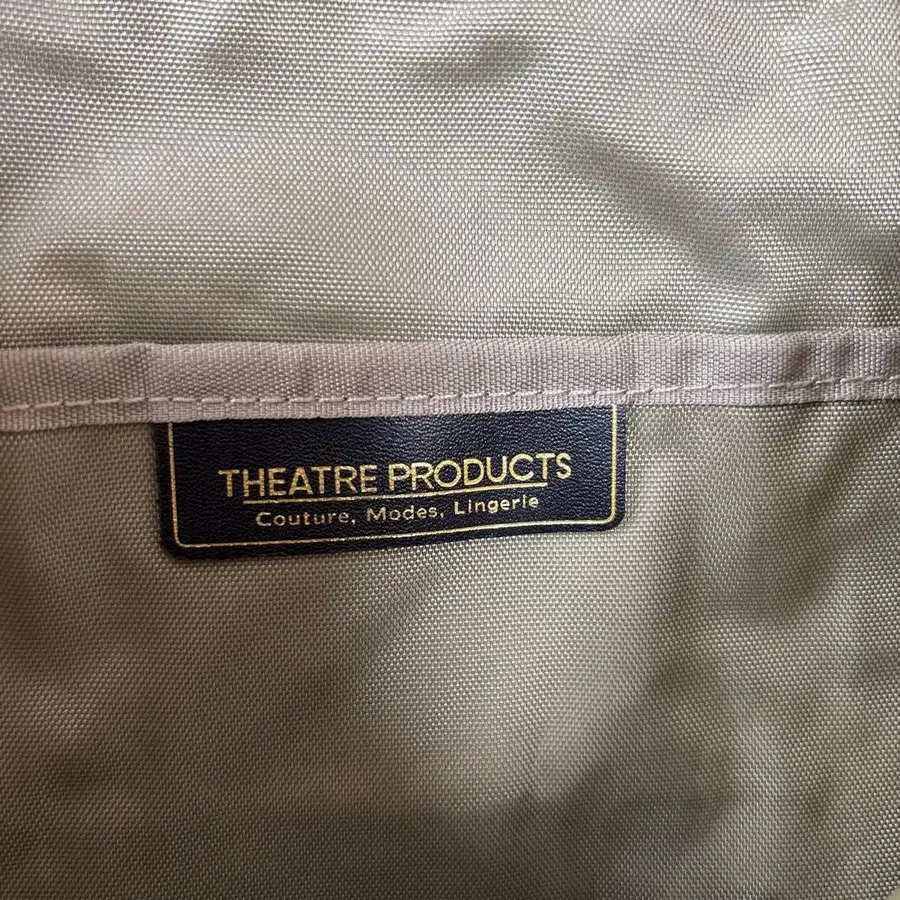 THEATRE PRODUCTS
Couture, Modes, Lingerie